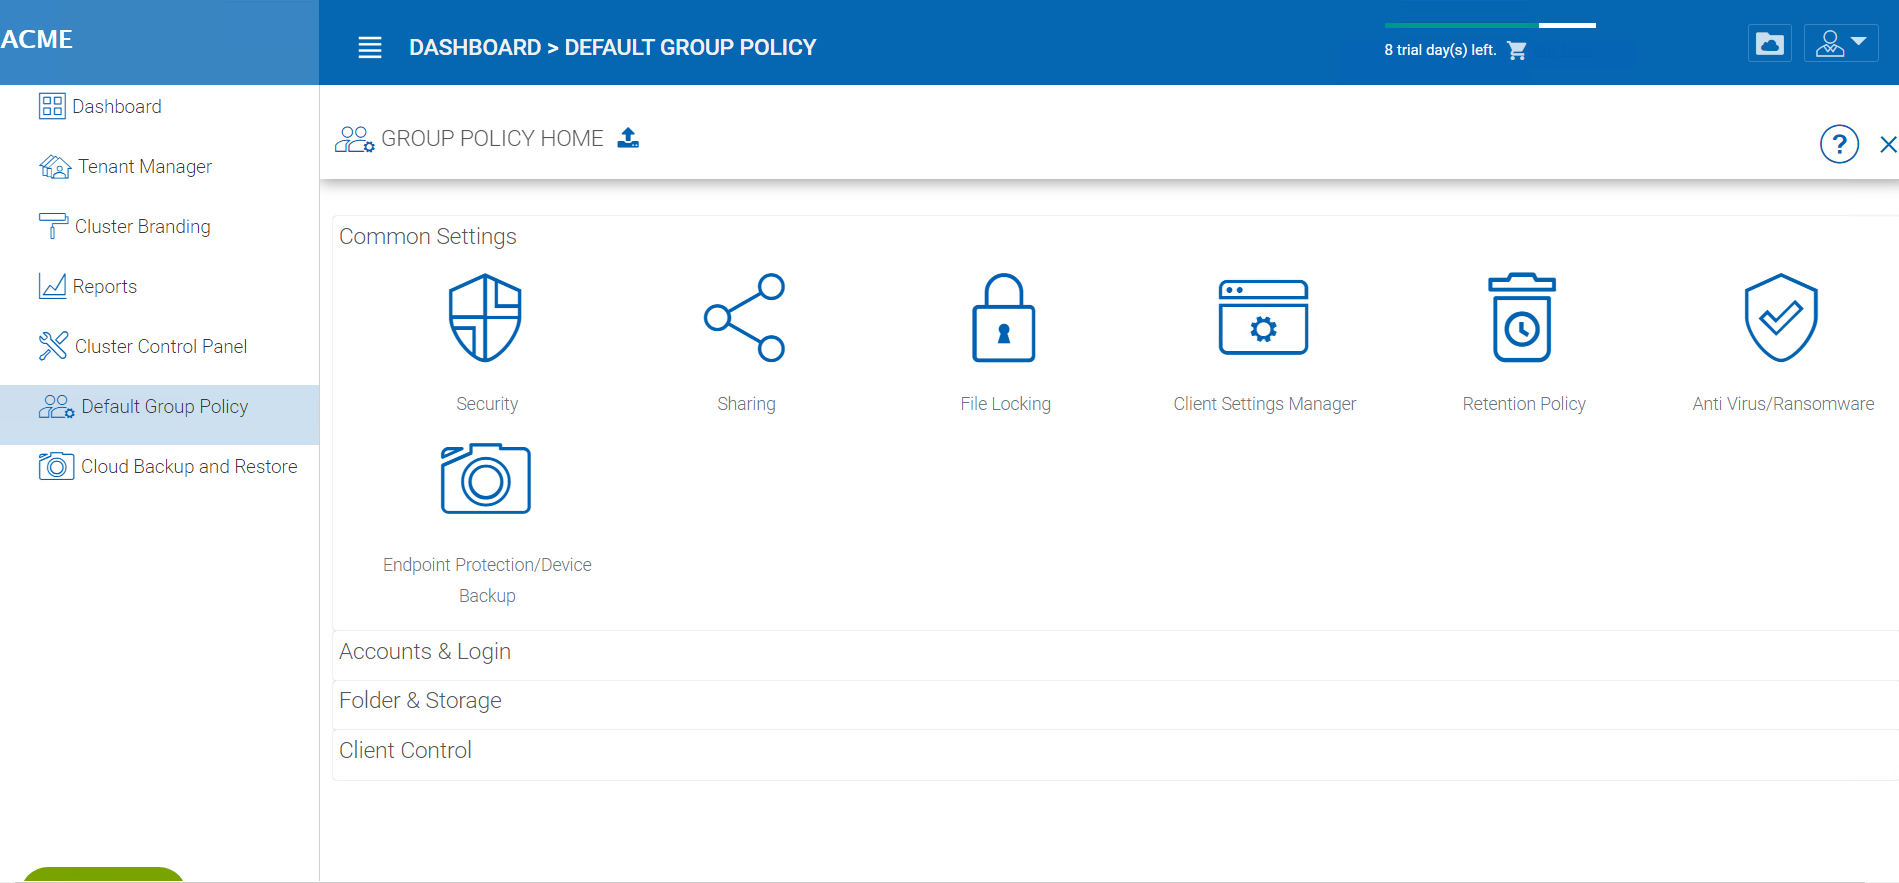 ACME
DASHBOARD > DEFAULT GROUP POLICY
8 trial day(s) left.
Dashboard
Tenant Manager
Cluster Branding
Reports
Cluster Control Panel
Default Group Policy
Cloud Backup and Restore
GROUP POLICY HOME
?
Common Settings
Security
Sharing
File Locking
Client Settings Manager
Retention Policy
Anti Virus/Ransomware
Endpoint Protection/Device
Backup
Accounts & Login
Folder & Storage
Client Control